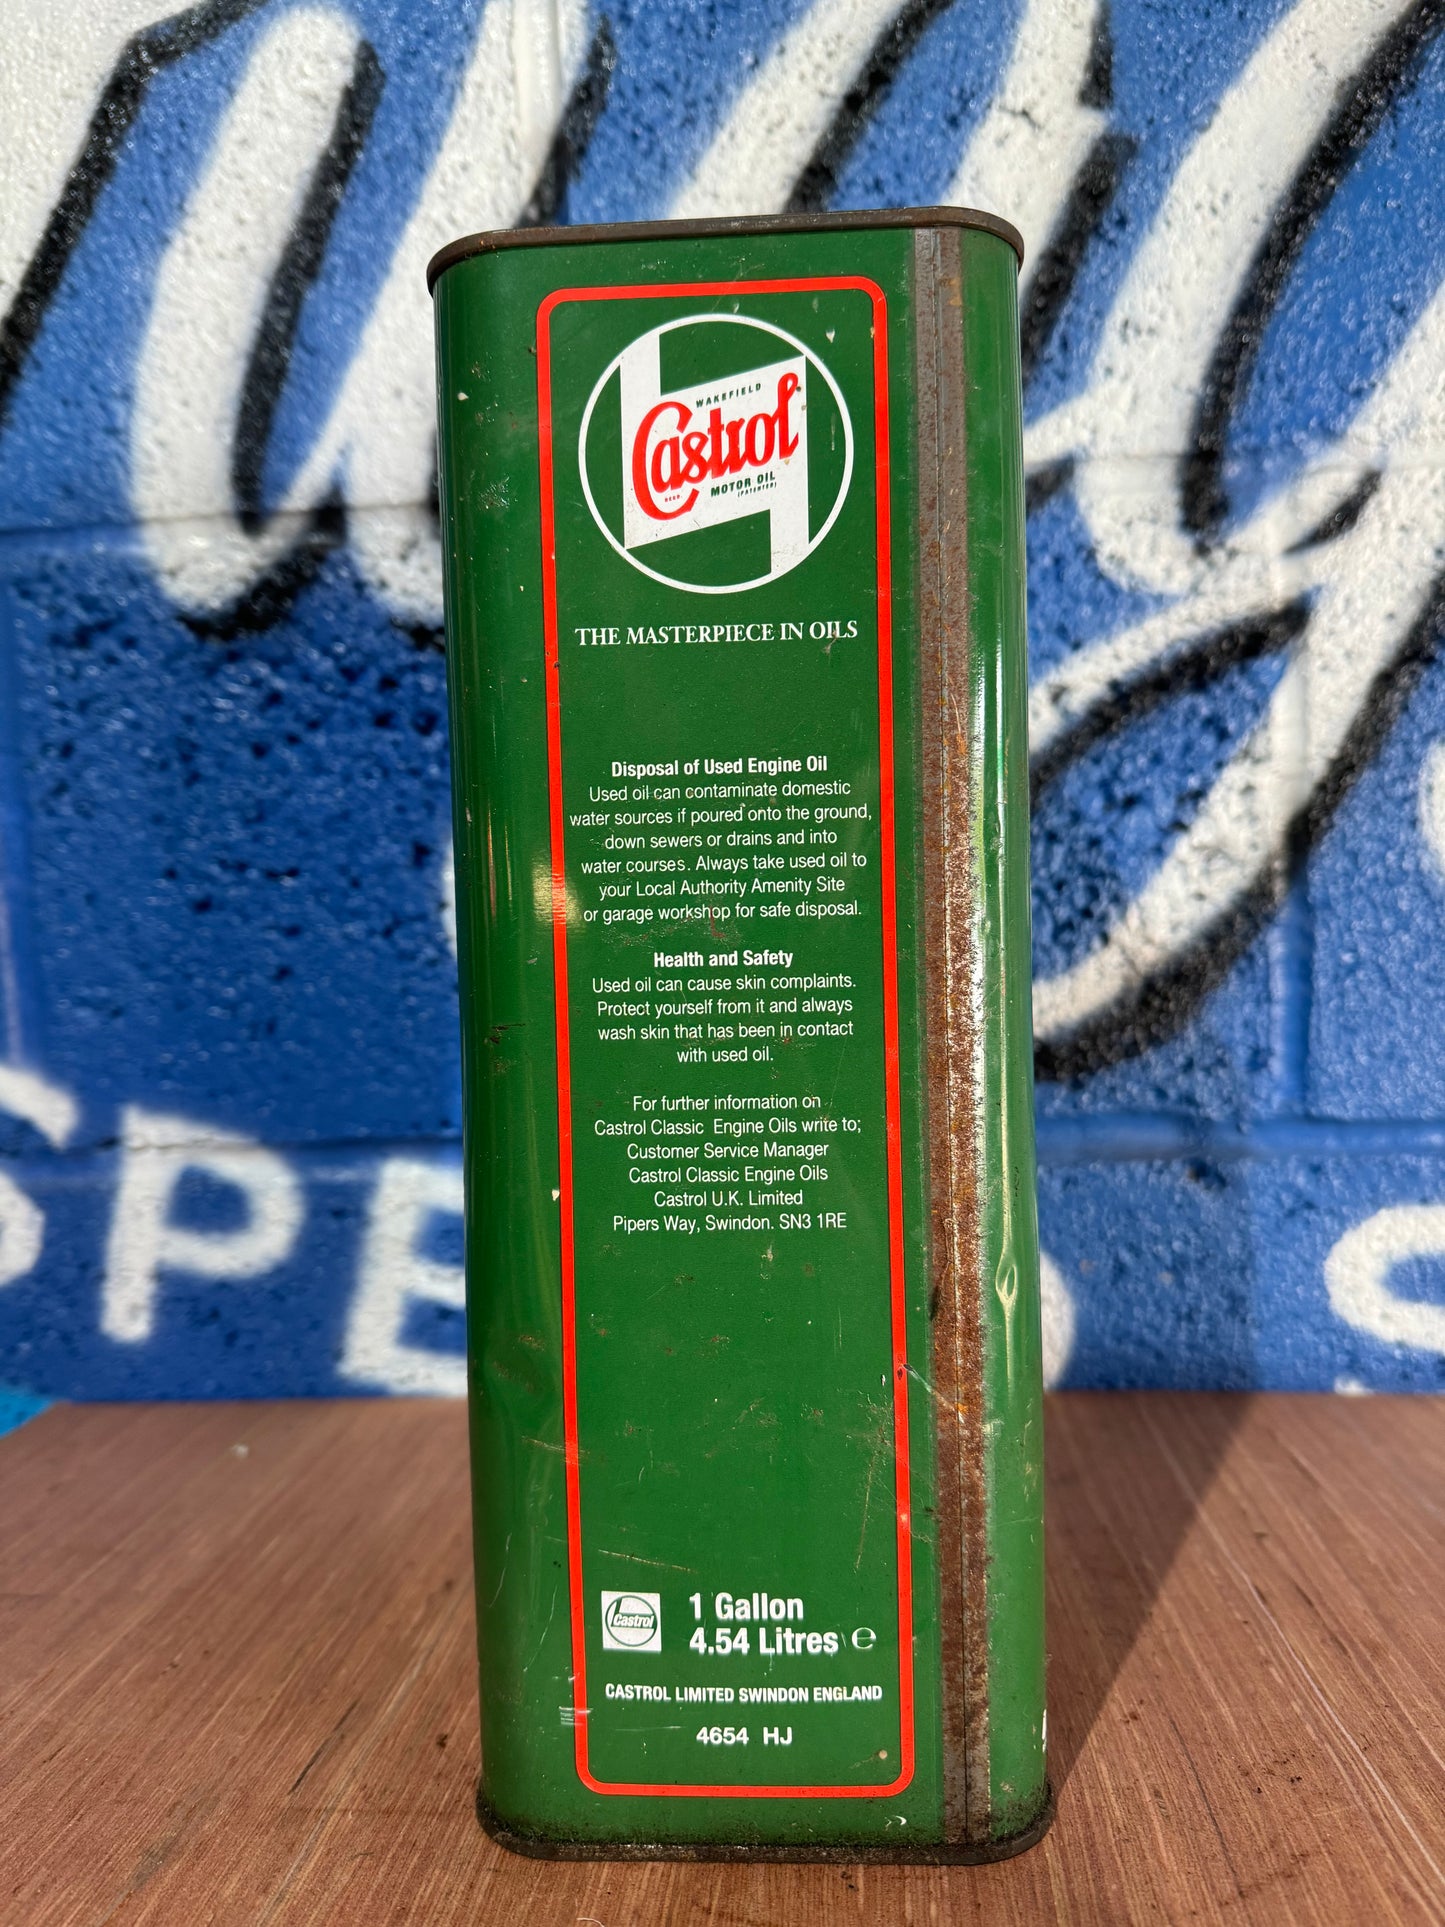 WAKEFIELD
Castrol
REGD.
MOTOR OIL
(PATENTED)
THE MASTERPIECE IN OILS
Disposal of Used Engine Oil
Used oil can contaminate domestic
water sources if poured onto the ground,
down sewers or drains and into
water courses. Always take used oil to
your Local Authority Amenity Site
or garage workshop for safe disposal.
Health and Safety
Used oil can cause skin complaints.
Protect yourself from it and always
wash skin that has been in contact
with used oil.
For further information on
Castrol Classic Engine Oils write to;
Customer Service Manager
Castrol Classic Engine Oils
Castrol U.K. Limited
Pipers Way, Swindon. SN3 1RE
Castrol
1 Gallon
4.54 Litres ℮
CASTROL LIMITED SWINDON ENGLAND
4654 HJ